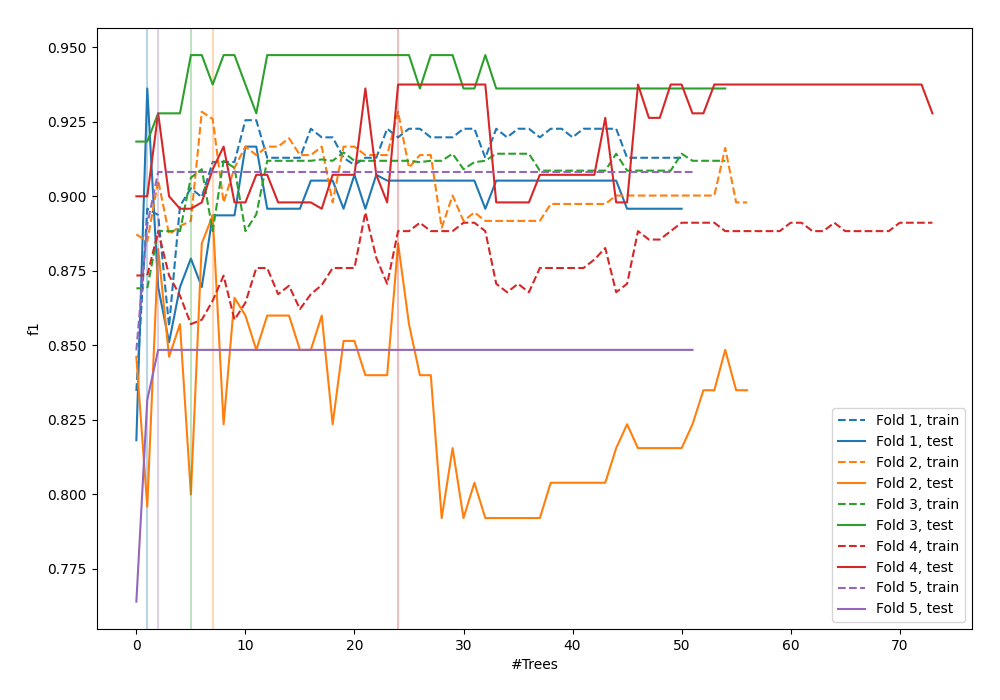 0.950
0.925
0.900
0.875
0.850
0.825
0.800
0.775
f1
0 10 20 30 40 50 60 70
#Trees
Fold 1, train
Fold 1, test
Fold 2, train
Fold 2, test
Fold 3, train
Fold 3, test
Fold 4, train
Fold 4, test
Fold 5, train
Fold 5, test